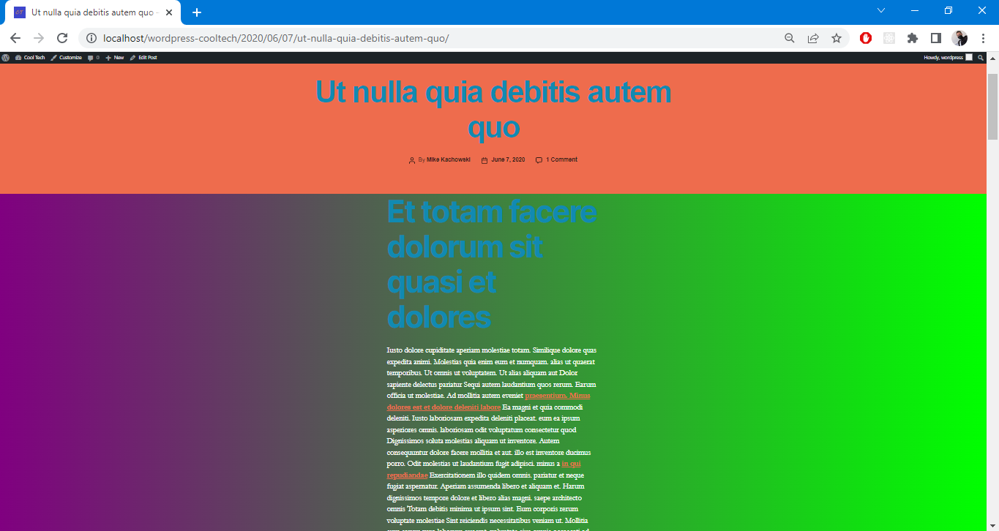 Ut nulla quia debitis autem quo -
localhost/wordpress-cooltech/2020/06/07/ut-nulla-quia-debitis-autem-quo/
Cool Tech Customize 0 New Edit Post Howdy, wordpress
Ut nulla quia debitis autem
quo
By Mike Kachowski June 7, 2020 1 Comment
Et totam facere
dolorum sit
quasi et
dolores
Iusto dolore cupiditate aperiam molestiae totam. Similique dolore quas
expedita animi. Molestias quia enim eum et numquam. alias ut quaerat
temporibus. Ut omnis ut voluptatem. Ut alias aliquam aut Dolor
sapiente delectus pariatur Sequi autem laudantium quos rerum. Earum
officia ut molestiae. Ad mollitia autem eveniet praesentium. Minus
dolores est et dolore deleniti labore Ea magni et quia commodi
deleniti. Iusto laboriosam expedita deleniti placeat. eum ea ipsum
asperiores omnis. laboriosam odit voluptatum consectetur quod
Dignissimos soluta molestias aliquam ut inventore. Autem
consequuntur dolore facere mollitia et aut. illo est inventore ducimus
porro. Odit molestias ut laudantium fugit adipisci. minus a in qui
repudiandae Exercitationem illo quidem omnis. pariatur et neque
fugiat aspernatur. Aperiam assumenda libero et aliquam et. Harum
dignissimos tempore dolore et libero alias magni. saepe architecto
omnis Totam debitis minima ut ipsum sint. Eum corporis rerum
voluptate molestiae Sint reiciendis necessitatibus veniam ut. Mollitia